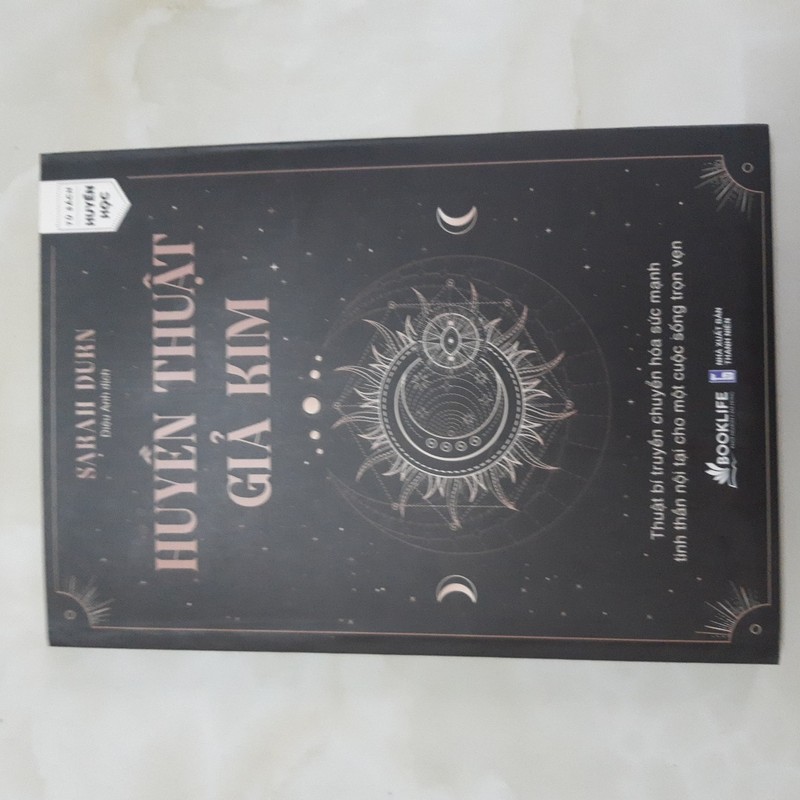 TỦ SÁCH
HUYỀN
HỌC
SARAH DURN
Diệu Anh dịch
HUYỀN THUẬT
GIẢ KIM
Thuật bí truyền chuyển hóa sức mạnh
tinh thần nội tại cho một cuộc sống trọn vẹn
BOOKLIFE
NHÀ XUẤT BẢN
THANH NIÊN